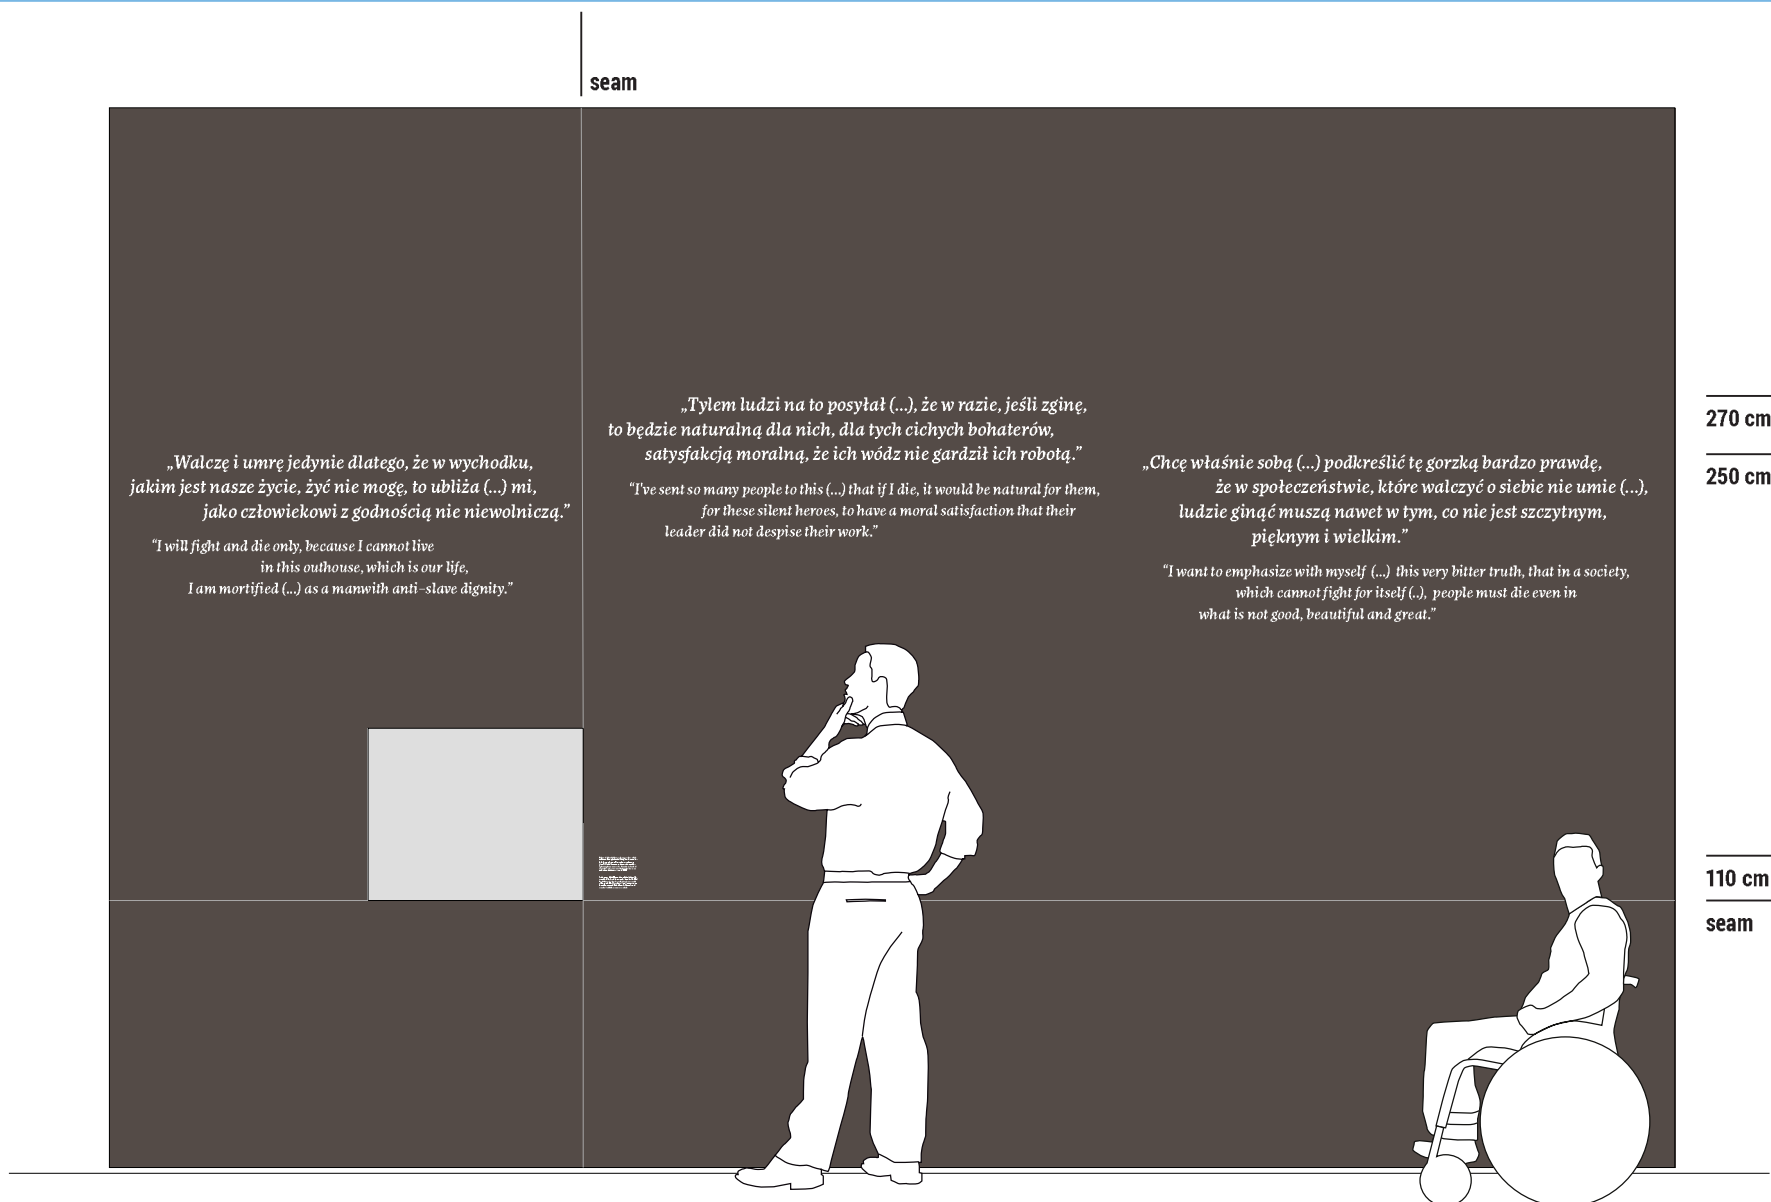 seam
„Walczę i umrę jedynie dlatego, że w wychodku,
jakim jest nasze życie, żyć nie mogę, to ubliża (...) mi,
jako człowiekowi z godnością nie niewolniczą.”
“I will fight and die only, because I cannot live
in this outhouse, which is our life,
I am mortified (...) as a manwith anti–slave dignity.”
„Tylem ludzi na to posyłał (...), że w razie, jeśli zginę,
to będzie naturalną dla nich, dla tych cichych bohaterów,
satysfakcją moralną, że ich wódz nie gardził ich robotą.”
“I've sent so many people to this (...) that if I die, it would be natural for them,
for these silent heroes, to have a moral satisfaction that their
leader did not despise their work.”
„Chcę właśnie sobą (...) podkreślić tę gorzką bardzo prawdę,
że w społeczeństwie, które walczyć o siebie nie umie (...),
ludzie ginąć muszą nawet w tym, co nie jest szczytnym,
pięknym i wielkim.”
“I want to emphasize with myself (...) this very bitter truth, that in a society,
which cannot fight for itself (..), people must die even in
what is not good, beautiful and great.”
270 cm
250 cm
110 cm
seam